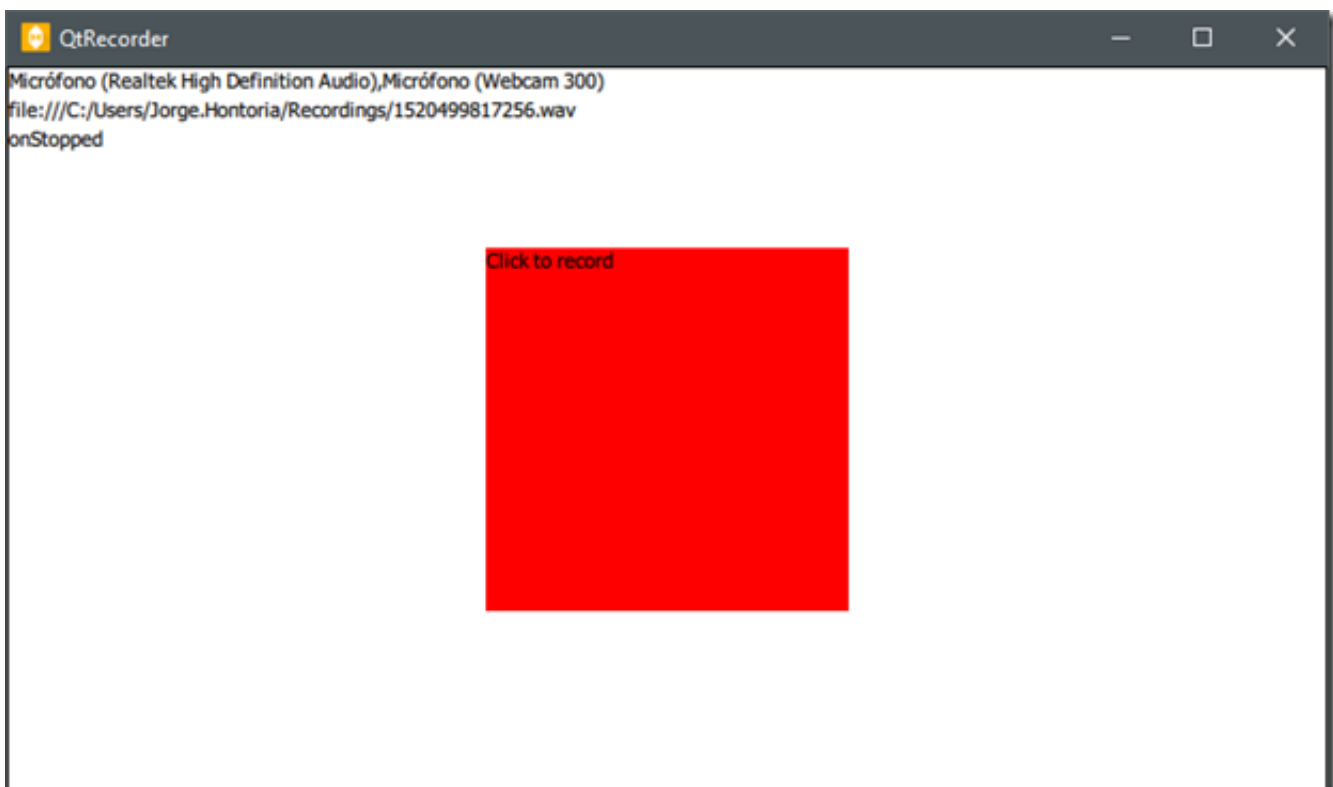 QtRecorder
Micrófono (Realtek High Definition Audio),Micrófono (Webcam 300)
file:///C:/Users/Jorge.Hontoria/Recordings/1520499817256.wav
onStopped
Click to record